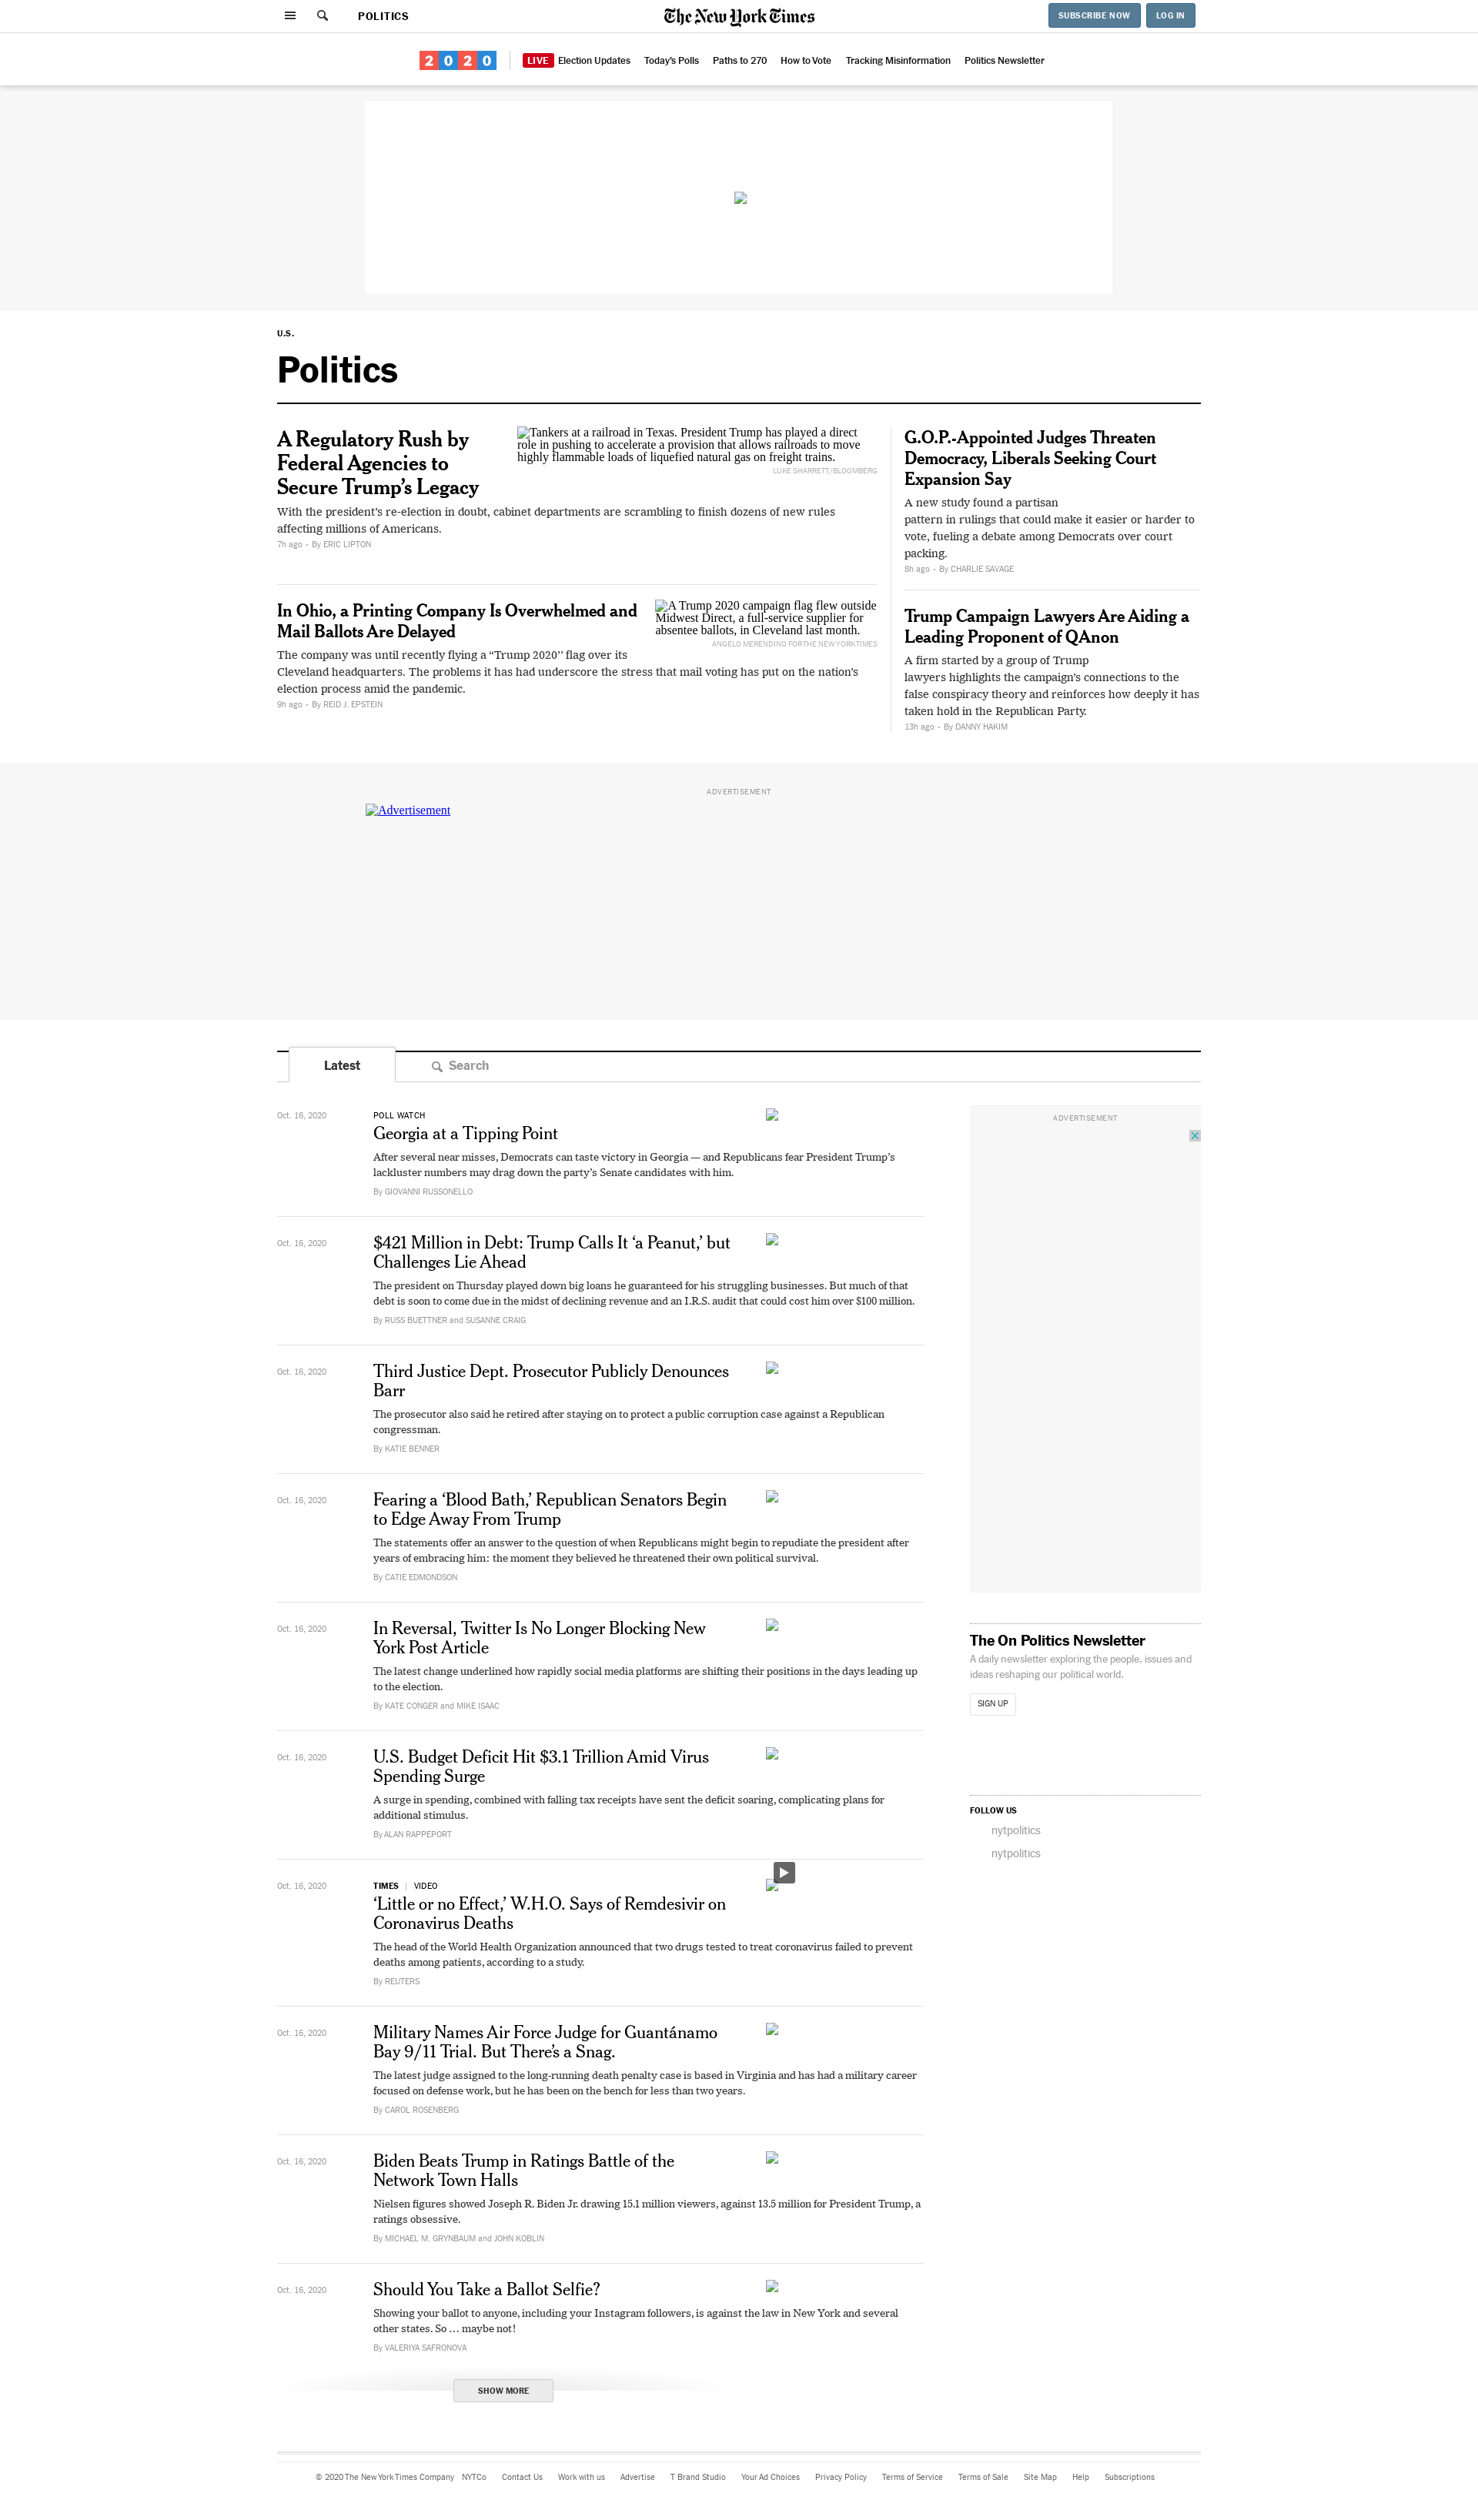 POLITICS
The New York Times
SUBSCRIBE NOW
LOG IN
2020
LIVE Election Updates
Today's Polls
Paths to 270
How to Vote
Tracking Misinformation
Politics Newsletter
U.S.
Politics
A Regulatory Rush by
Federal Agencies to
Secure Trump’s Legacy
Tankers at a railroad in Texas. President Trump has played a direct
role in pushing to accelerate a provision that allows railroads to move
highly flammable loads of liquefied natural gas on freight trains.
LUKE SHARRETT/BLOOMBERG
With the president’s re-election in doubt, cabinet departments are scrambling to finish dozens of new rules
affecting millions of Americans.
7h ago • By ERIC LIPTON
In Ohio, a Printing Company Is Overwhelmed and
Mail Ballots Are Delayed
A Trump 2020 campaign flag flew outside
Midwest Direct, a full-service supplier for
absentee ballots, in Cleveland last month.
ANGELO MERENDINO FOR THE NEW YORK TIMES
The company was until recently flying a “Trump 2020” flag over its
Cleveland headquarters. The problems it has had underscore the stress that mail voting has put on the nation’s
election process amid the pandemic.
9h ago • By REID J. EPSTEIN
G.O.P.-Appointed Judges Threaten
Democracy, Liberals Seeking Court
Expansion Say
A new study found a partisan
pattern in rulings that could make it easier or harder to
vote, fueling a debate among Democrats over court
packing.
8h ago • By CHARLIE SAVAGE
Trump Campaign Lawyers Are Aiding a
Leading Proponent of QAnon
A firm started by a group of Trump
lawyers highlights the campaign’s connections to the
false conspiracy theory and reinforces how deeply it has
taken hold in the Republican Party.
13h ago • By DANNY HAKIM
ADVERTISEMENT
Advertisement
Latest
Search
Oct. 16, 2020
POLL WATCH
Georgia at a Tipping Point
After several near misses, Democrats can taste victory in Georgia — and Republicans fear President Trump’s
lackluster numbers may drag down the party’s Senate candidates with him.
By GIOVANNI RUSSONELLO
Oct. 16, 2020
$421 Million in Debt: Trump Calls It ‘a Peanut,’ but
Challenges Lie Ahead
The president on Thursday played down big loans he guaranteed for his struggling businesses. But much of that
debt is soon to come due in the midst of declining revenue and an I.R.S. audit that could cost him over $100 million.
By RUSS BUETTNER and SUSANNE CRAIG
Oct. 16, 2020
Third Justice Dept. Prosecutor Publicly Denounces
Barr
The prosecutor also said he retired after staying on to protect a public corruption case against a Republican
congressman.
By KATIE BENNER
Oct. 16, 2020
Fearing a ‘Blood Bath,’ Republican Senators Begin
to Edge Away From Trump
The statements offer an answer to the question of when Republicans might begin to repudiate the president after
years of embracing him: the moment they believed he threatened their own political survival.
By CATIE EDMONDSON
Oct. 16, 2020
In Reversal, Twitter Is No Longer Blocking New
York Post Article
The latest change underlined how rapidly social media platforms are shifting their positions in the days leading up
to the election.
By KATE CONGER and MIKE ISAAC
Oct. 16, 2020
U.S. Budget Deficit Hit $3.1 Trillion Amid Virus
Spending Surge
A surge in spending, combined with falling tax receipts have sent the deficit soaring, complicating plans for
additional stimulus.
By ALAN RAPPEPORT
Oct. 16, 2020
TIMES | VIDEO
‘Little or no Effect,’ W.H.O. Says of Remdesivir on
Coronavirus Deaths
The head of the World Health Organization announced that two drugs tested to treat coronavirus failed to prevent
deaths among patients, according to a study.
By REUTERS
Oct. 16, 2020
Military Names Air Force Judge for Guantánamo
Bay 9/11 Trial. But There’s a Snag.
The latest judge assigned to the long-running death penalty case is based in Virginia and has had a military career
focused on defense work, but he has been on the bench for less than two years.
By CAROL ROSENBERG
Oct. 16, 2020
Biden Beats Trump in Ratings Battle of the
Network Town Halls
Nielsen figures showed Joseph R. Biden Jr. drawing 15.1 million viewers, against 13.5 million for President Trump, a
ratings obsessive.
By MICHAEL M. GRYNBAUM and JOHN KOBLIN
Oct. 16, 2020
Should You Take a Ballot Selfie?
Showing your ballot to anyone, including your Instagram followers, is against the law in New York and several
other states. So … maybe not!
By VALERIYA SAFRONOVA
SHOW MORE
ADVERTISEMENT
The On Politics Newsletter
A daily newsletter exploring the people, issues and
ideas reshaping our political world.
SIGN UP
FOLLOW US
nytpolitics
nytpolitics
© 2020 The New York Times Company
NYTCo
Contact Us
Work with us
Advertise
T Brand Studio
Your Ad Choices
Privacy Policy
Terms of Service
Terms of Sale
Site Map
Help
Subscriptions